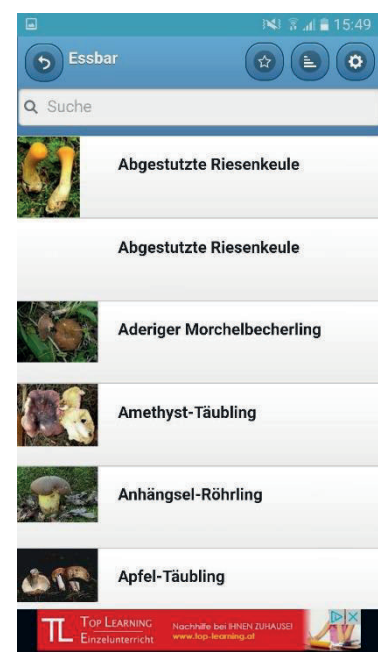 15:49
Essbar
Suche
Abgestutzte Riesenkeule
Abgestutzte Riesenkeule
Aderiger Morchelbecherling
Amethyst-Täubling
Anhängsel-Röhrling
Apfel-Täubling
TL TOP LEARNING
Einzelunterricht
Nachhilfe bei IHNEN ZUHAUSE!
www.top-learning.at